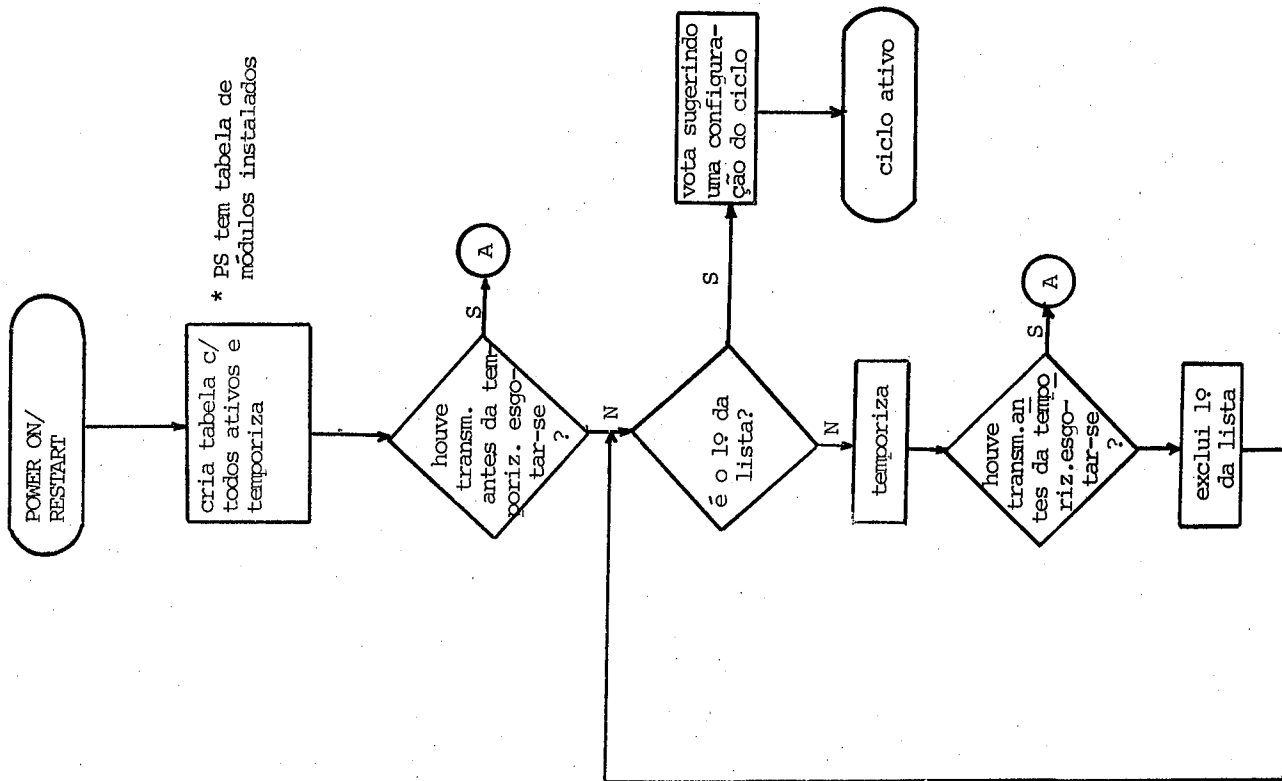 POWER ON/
RESTART
cria tabela c/
todos ativos e
temporiza
* PS tem tabela de
módulos instalados
houve
transm.
antes da tem-
poriz. esgo-
tar-se
?
S
A
N
é o 1º da
lista?
S
vota sugerindo
uma configura-
ção do ciclo
ciclo ativo
N
temporiza
houve
transm.an
tes da tempo_
riz.esgo-
tar-se
?
S
A
exclui 1º
da lista